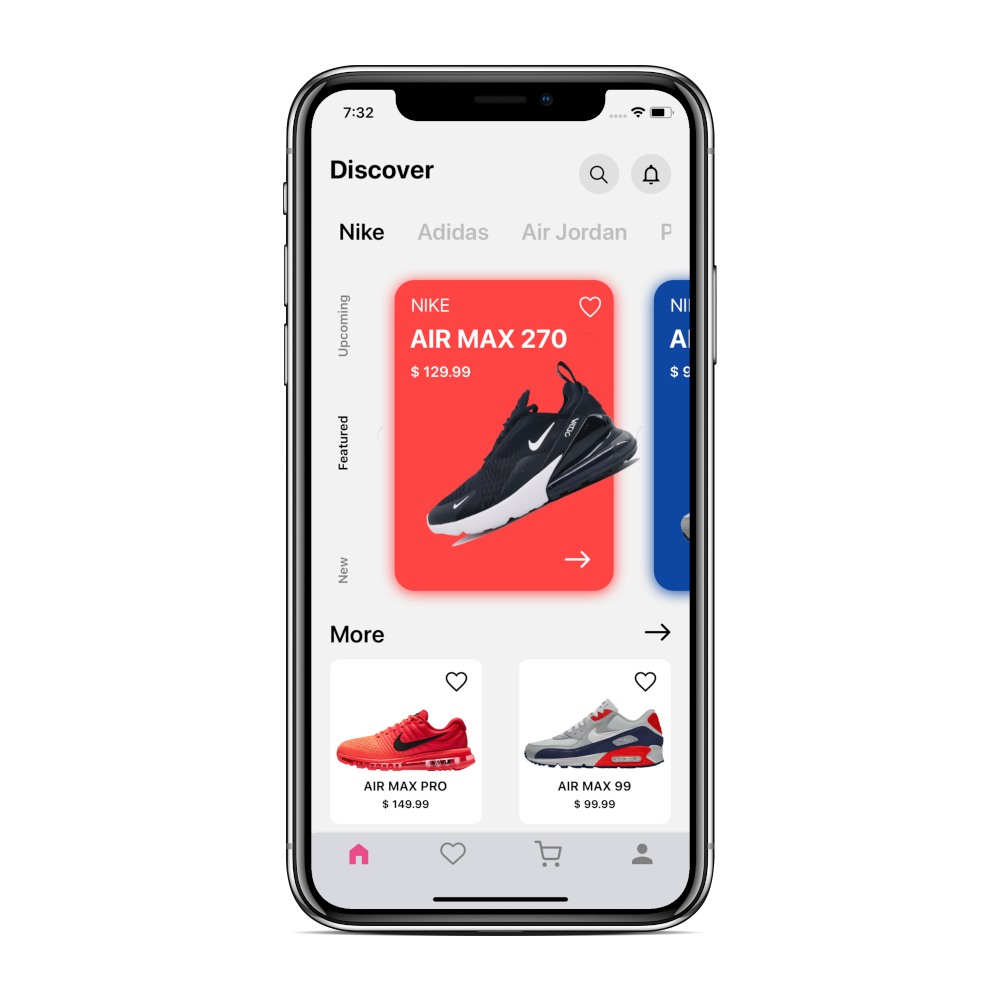 7:32
Discover
Nike Adidas Air Jordan P
Upcoming
Featured
New
NIKE
AIR MAX 270
$ 129.99
NI
$ 9
More
AIR MAX PRO
$ 149.99
AIR MAX 99
$ 99.99